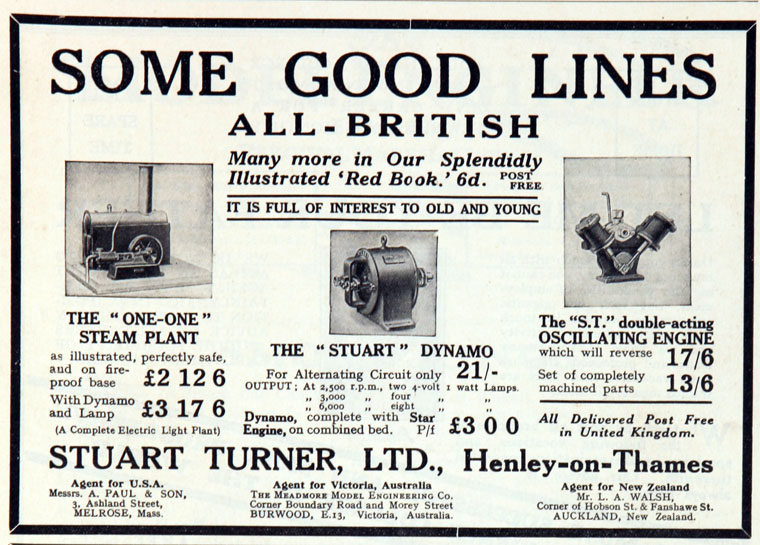 SOME GOOD LINES
ALL-BRITISH
Many more in Our Splendidly
Illustrated ‘Red Book.’ 6d. POST FREE
IT IS FULL OF INTEREST TO OLD AND YOUNG
THE “ONE-ONE”
STEAM PLANT
as illustrated, perfectly safe,
and on fire-
proof base £2 12 6
With Dynamo
and Lamp £3 17 6
(A Complete Electric Light Plant)
THE “STUART” DYNAMO
For Alternating Circuit only 21/-
OUTPUT: At 2,500 r.p.m., two 4-volt 1 watt Lamps.
„ 3,000 „ four „ „
„ 6,000 „ eight „ „
Dynamo, complete with Star
Engine, on combined bed. P/f £3 0 0
The “S.T.” double-acting
OSCILLATING ENGINE
which will reverse 17/6
Set of completely
machined parts 13/6
All Delivered Post Free
in United Kingdom.
STUART TURNER, LTD., Henley-on-Thames
Agent for U.S.A.
Messrs. A. PAUL & SON,
3, Ashland Street,
MELROSE, Mass.
Agent for Victoria, Australia
THE MEADMORE MODEL ENGINEERING CO.
Corner Boundary Road and Morey Street
BURWOOD, E.13, Victoria, Australia.
Agent for New Zealand
Mr. L. A. WALSH,
Corner of Hobson St. & Fanshawe St.
AUCKLAND, New Zealand.